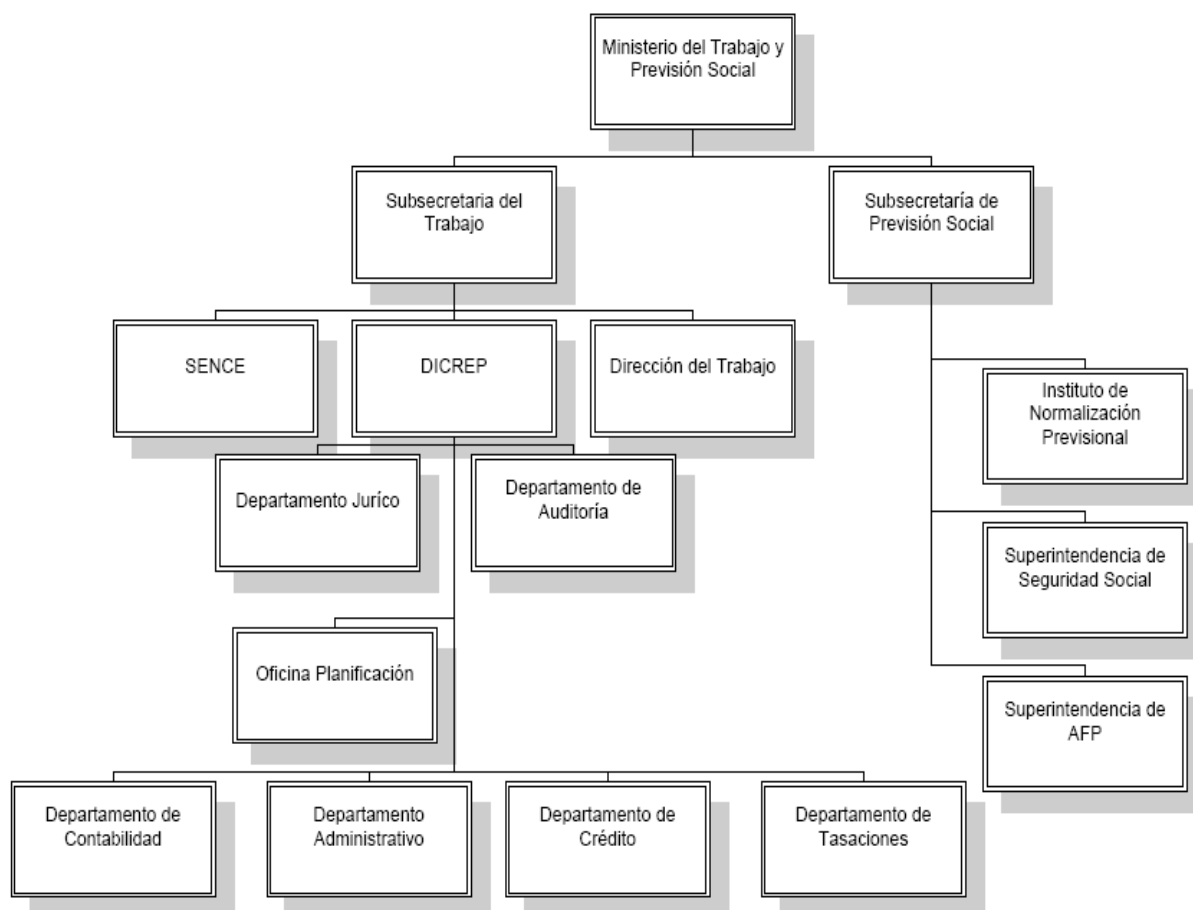 Ministerio del Trabajo y
Previsión Social
Subsecretaria del
Trabajo
Subsecretaría de
Previsión Social
SENCE
DICREP
Dirección del Trabajo
Instituto de
Normalización
Previsional
Departamento Juríco
Departamento de
Auditoría
Superintendencia de
Seguridad Social
Oficina Planificación
Superintendencia de
AFP
Departamento de
Contabilidad
Departamento
Administrativo
Departamento de
Crédito
Departamento de
Tasaciones